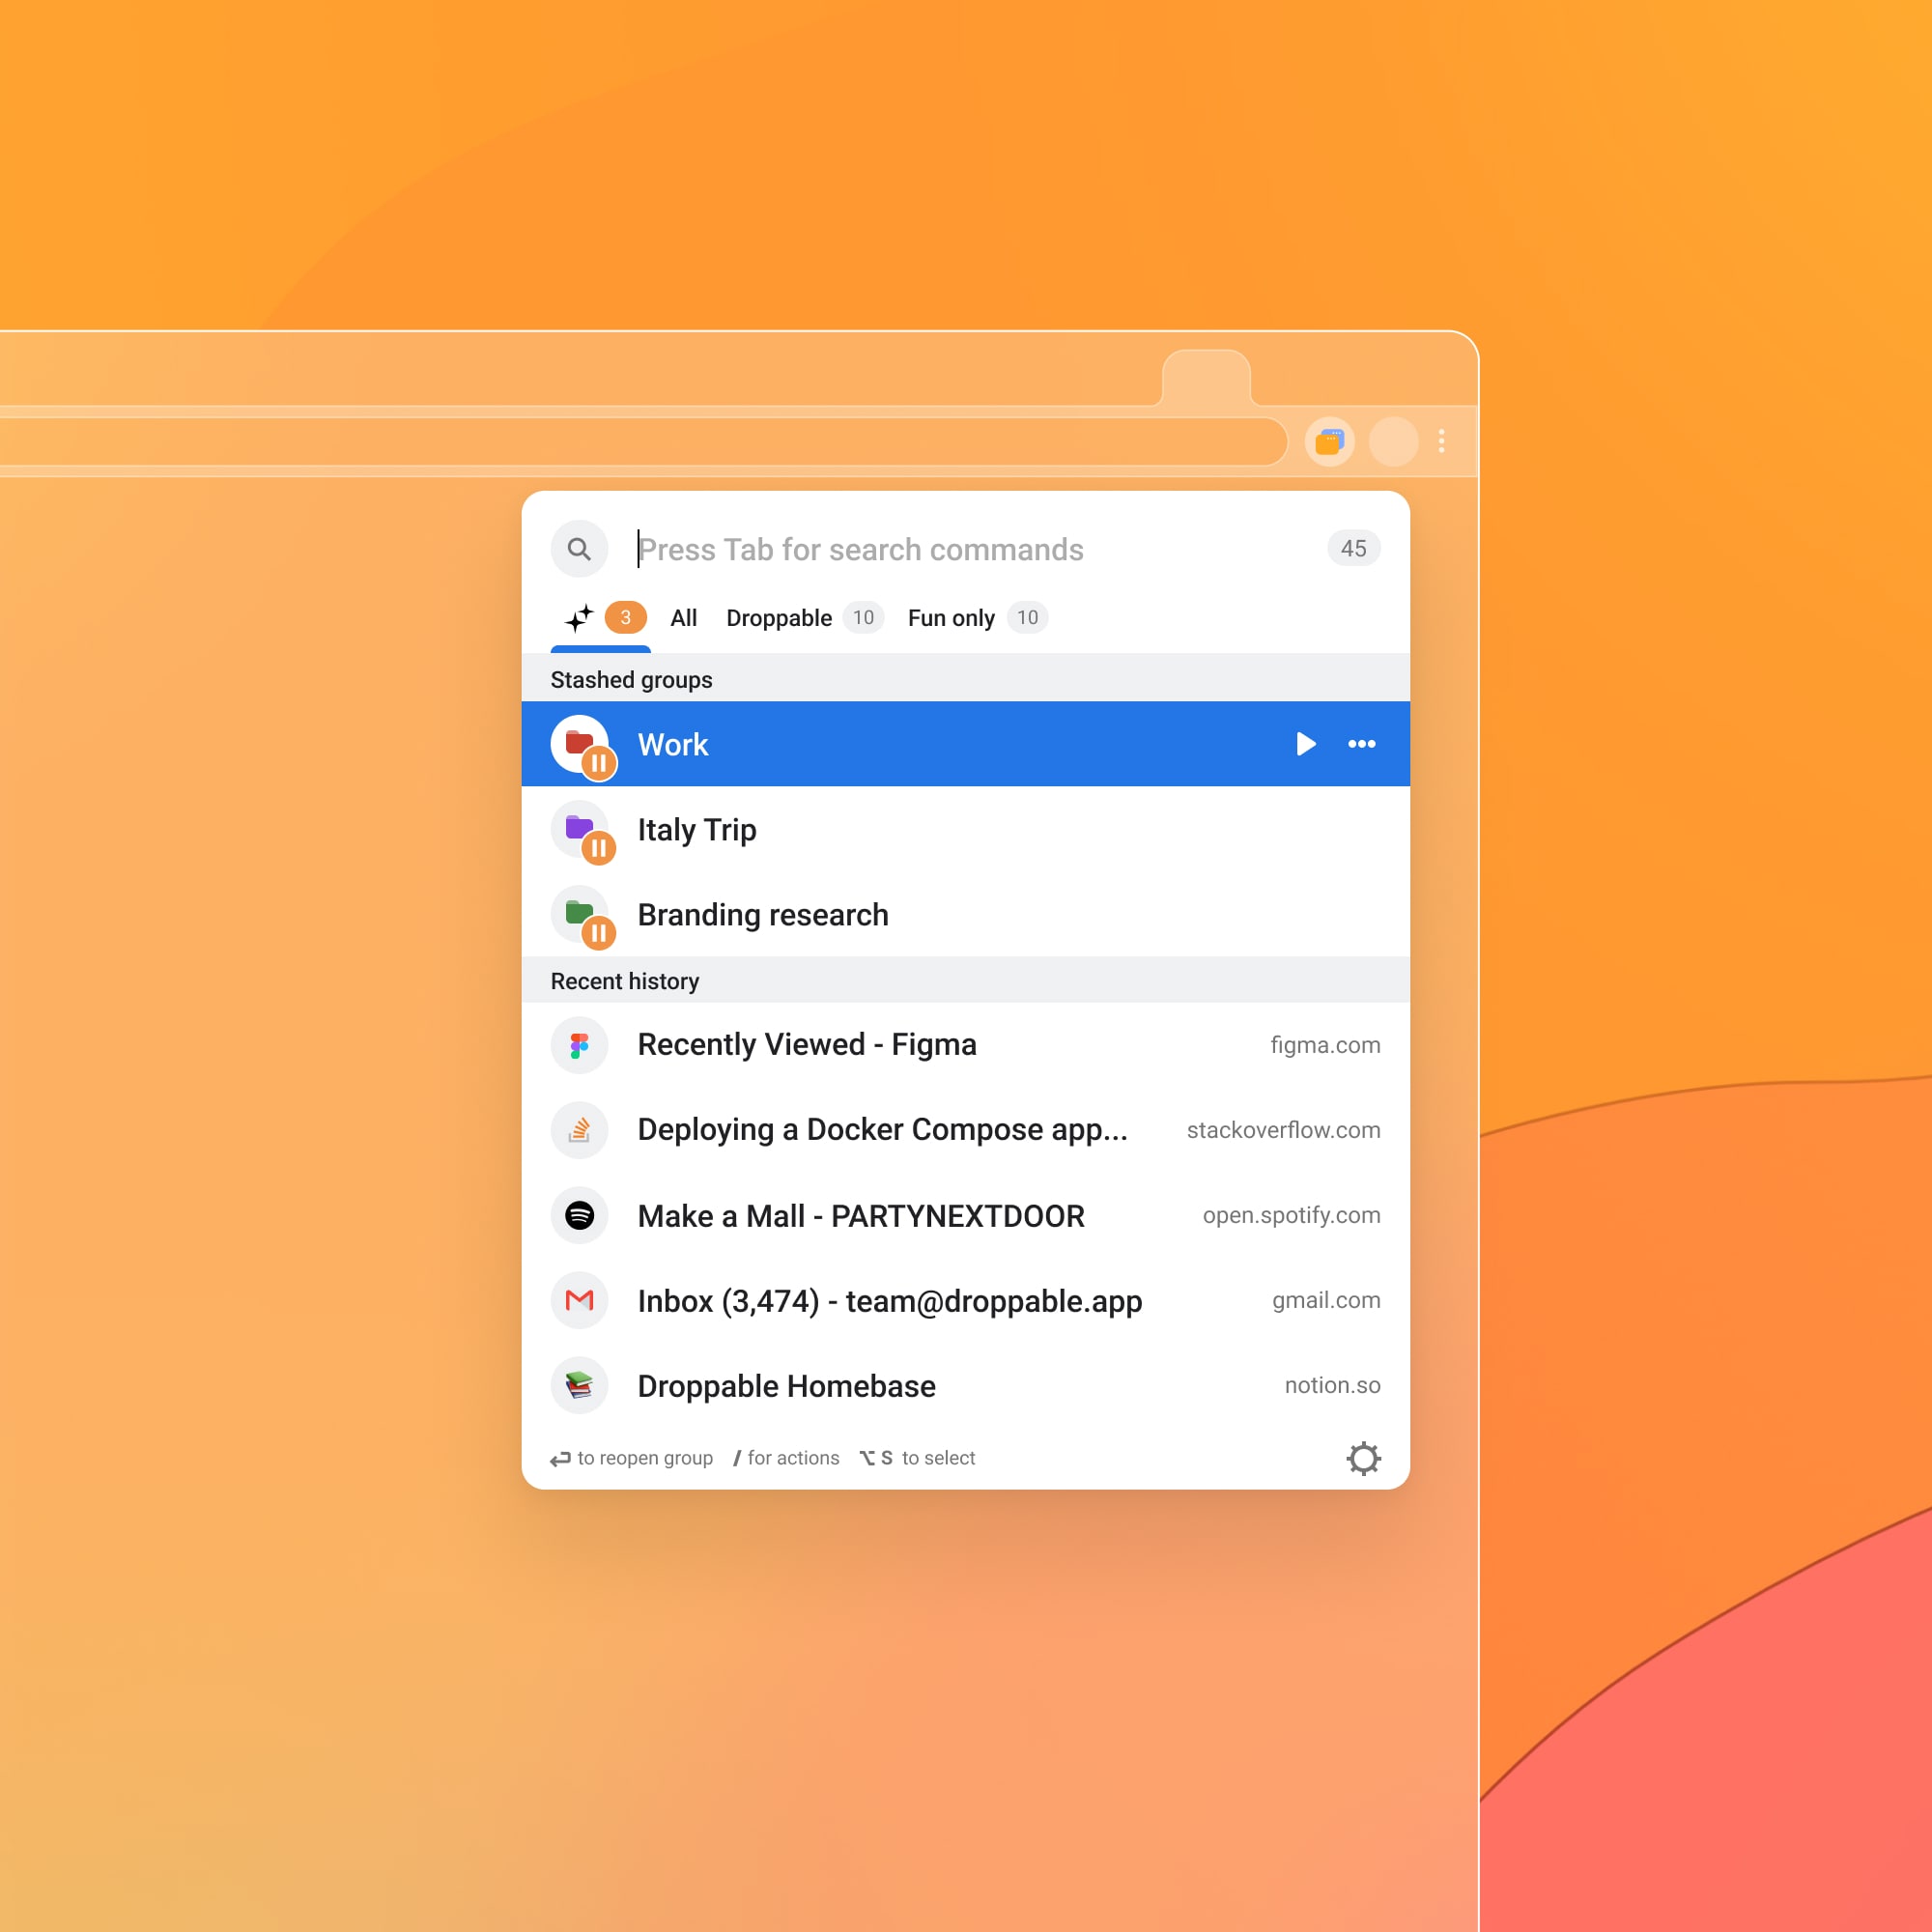 Press Tab for search commands 45
3 All Droppable 10 Fun only 10
Stashed groups
Work
Italy Trip
Branding research
Recent history
Recently Viewed - Figma figma.com
Deploying a Docker Compose app... stackoverflow.com
Make a Mall - PARTYNEXTDOOR open.spotify.com
Inbox (3,474) - team@droppable.app gmail.com
Droppable Homebase notion.so
↩ to reopen group / for actions ⌥ S to select